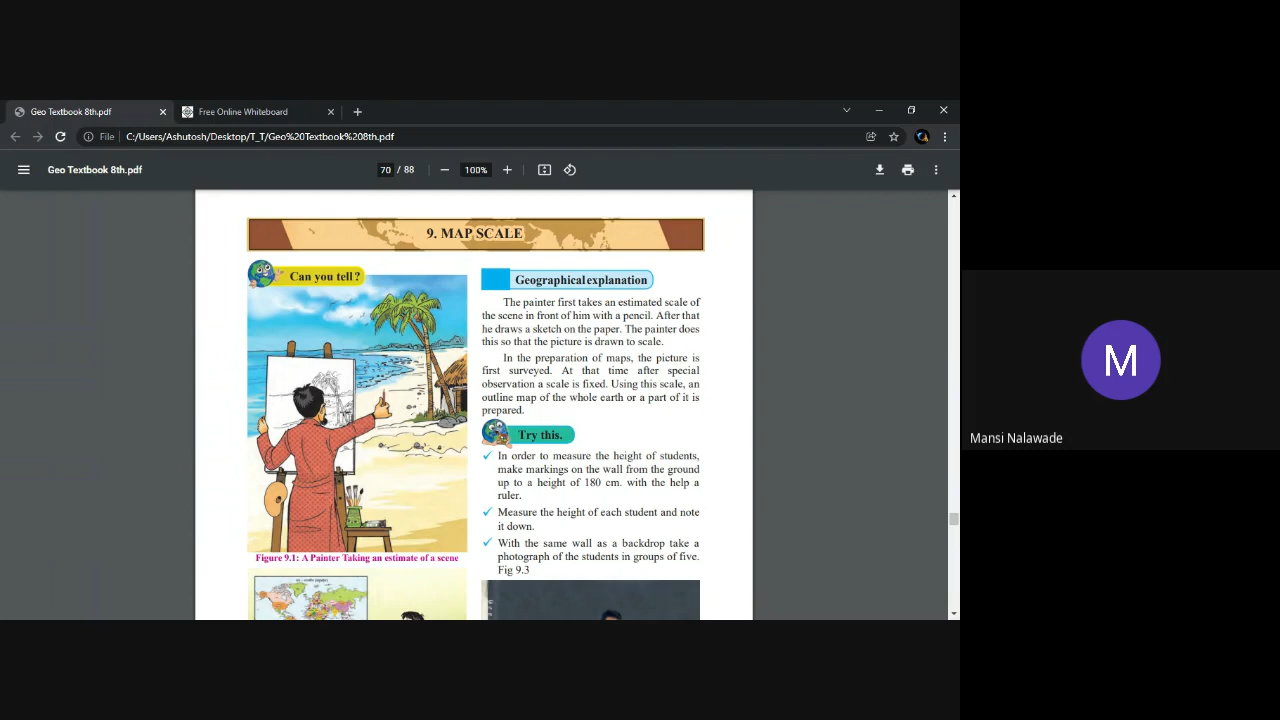 Geo Textbook 8th.pdf
Free Online Whiteboard
File
C:/Users/Ashutosh/Desktop/T_T/Geo%20Textbook%208th.pdf
Geo Textbook 8th.pdf
70 / 88
100%
9. MAP SCALE
Can you tell ?
Figure 9.1: A Painter Taking an estimate of a scene
Geographical explanation
The painter first takes an estimated scale of
the scene in front of him with a pencil. After that
he draws a sketch on the paper. The painter does
this so that the picture is drawn to scale.
In the preparation of maps, the picture is
first surveyed. At that time after special
observation a scale is fixed. Using this scale, an
outline map of the whole earth or a part of it is
prepared.
Try this.
✓ In order to measure the height of students,
make markings on the wall from the ground
up to a height of 180 cm. with the help a
ruler.
✓ Measure the height of each student and note
it down.
✓ With the same wall as a backdrop take a
photograph of the students in groups of five.
Fig 9.3
M
Mansi Nalawade